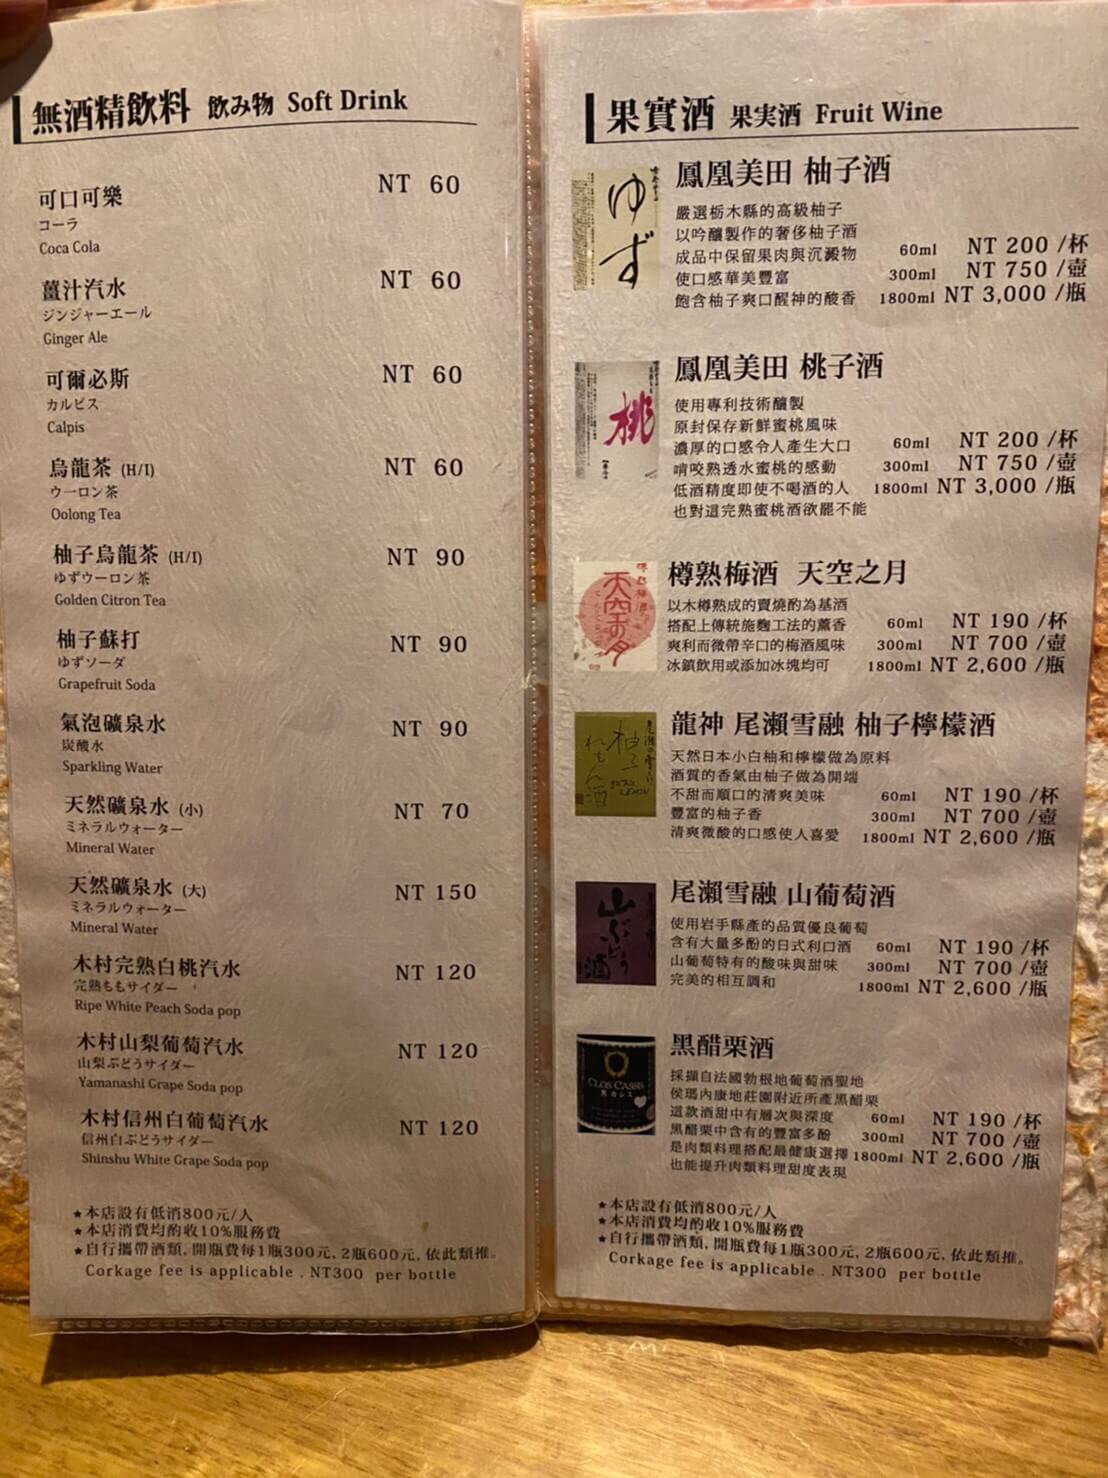 無酒精飲料 飲み物 Soft Drink
可口可樂 NT 60
コーラ
Coca Cola
薑汁汽水 NT 60
ジンジャーエール
Ginger Ale
可爾必斯 NT 60
カルピス
Calpis
烏龍茶 (H/I) NT 60
ウーロン茶
Oolong Tea
柚子烏龍茶 (H/I) NT 90
ゆずウーロン茶
Golden Citron Tea
柚子蘇打 NT 90
ゆずソーダ
Grapefruit Soda
氣泡礦泉水 NT 90
炭酸水
Sparkling Water
天然礦泉水 (小) NT 70
ミネラルウォーター
Mineral Water
天然礦泉水 (大) NT 150
ミネラルウォーター
Mineral Water
木村完熟白桃汽水 NT 120
完熟ももサイダー
Ripe White Peach Soda pop
木村山梨葡萄汽水 NT 120
山梨ぶどうサイダー
Yamanashi Grape Soda pop
木村信州白葡萄汽水 NT 120
信州白ぶどうサイダー
Shinshu White Grape Soda pop
★本店設有低消800元/人
★本店消費均酌收10%服務費
★自行攜帶酒類, 開瓶費每1瓶300元, 2瓶600元, 依此類推。
Corkage fee is applicable . NT300 per bottle
果實酒 果実酒 Fruit Wine
ゆず
鳳凰美田 柚子酒
嚴選栃木縣的高級柚子
以吟釀製作的奢侈柚子酒
成品中保留果肉與沉澱物 60ml NT 200 /杯
使口感華美豐富 300ml NT 750 /壺
飽含柚子爽口醒神的酸香 1800ml NT 3,000 /瓶
桃
鳳凰美田 桃子酒
使用專利技術釀製
原封保存新鮮蜜桃風味
濃厚的口感令人產生大口 60ml NT 200 /杯
啃咬熟透水蜜桃的感動 300ml NT 750 /壺
低酒精度即使不喝酒的人 1800ml NT 3,000 /瓶
也對這完熟蜜桃酒欲罷不能
樽熟梅酒 天空之月
以木樽熟成的賣燒酌為基酒
搭配上傳統施麴工法的薰香 60ml NT 190 /杯
爽利而微帶辛口的梅酒風味 300ml NT 700 /壺
冰鎮飲用或添加冰塊均可 1800ml NT 2,600 /瓶
柚子
れもん酒
龍神 尾瀨雪融 柚子檸檬酒
天然日本小白柚和檸檬做為原料
酒質的香氣由柚子做為開端
不甜而順口的清爽美味 60ml NT 190 /杯
豐富的柚子香 300ml NT 700 /壺
清爽微酸的口感使人喜愛 1800ml NT 2,600 /瓶
山ぶどう
酒
尾瀨雪融 山葡萄酒
使用岩手縣產的品質優良葡萄
含有大量多酚的日式利口酒 60ml NT 190 /杯
山葡萄特有的酸味與甜味 300ml NT 700 /壺
完美的相互調和 1800ml NT 2,600 /瓶
CLOS CASSIS
黒カシス
黑醋栗酒
採擷自法國勃根地葡萄酒聖地
侯瑪內康地莊園附近所產黑醋栗
這款酒甜中有層次與深度 60ml NT 190 /杯
黑醋栗中含有的豐富多酚 300ml NT 700 /壺
是肉類料理搭配最健康選擇 1800ml NT 2,600 /瓶
也能提升肉類料理甜度表現
★本店設有低消800元/人
★本店消費均酌收10%服務費
★自行攜帶酒類, 開瓶費每1瓶300元, 2瓶600元, 依此類推。
Corkage fee is applicable . NT300 per bottle